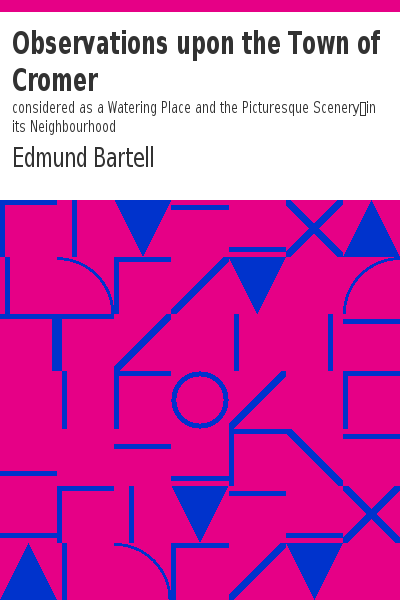 Observations upon the Town of
Cromer
considered as a Watering Place and the Picturesque Scenery▯in
its Neighbourhood
Edmund Bartell